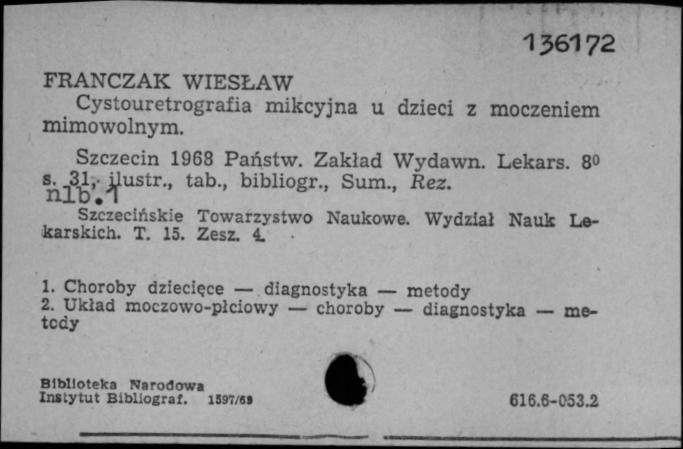 136172
FRANCZAK WIESŁAW
Cystouretrografia mikcyjna u dzieci z moczeniem
mimowolnym.
Szczecin 1968 Państw. Zakład Wydawn. Lekars. 8⁰
s. 31, ilustr., tab., bibliogr., Sum., Rez.
nlb. 1
Szczecińskie Towarzystwo Naukowe. Wydział Nauk Le-
karskich. T. 15. Zesz. 4.
1. Choroby dziecięce — diagnostyka — metody
2. Układ moczowo-płciowy — choroby — diagnostyka — me-
tody
Biblioteka Narodowa
Instytut Bibliograf. 1597/69
616.6-053.2